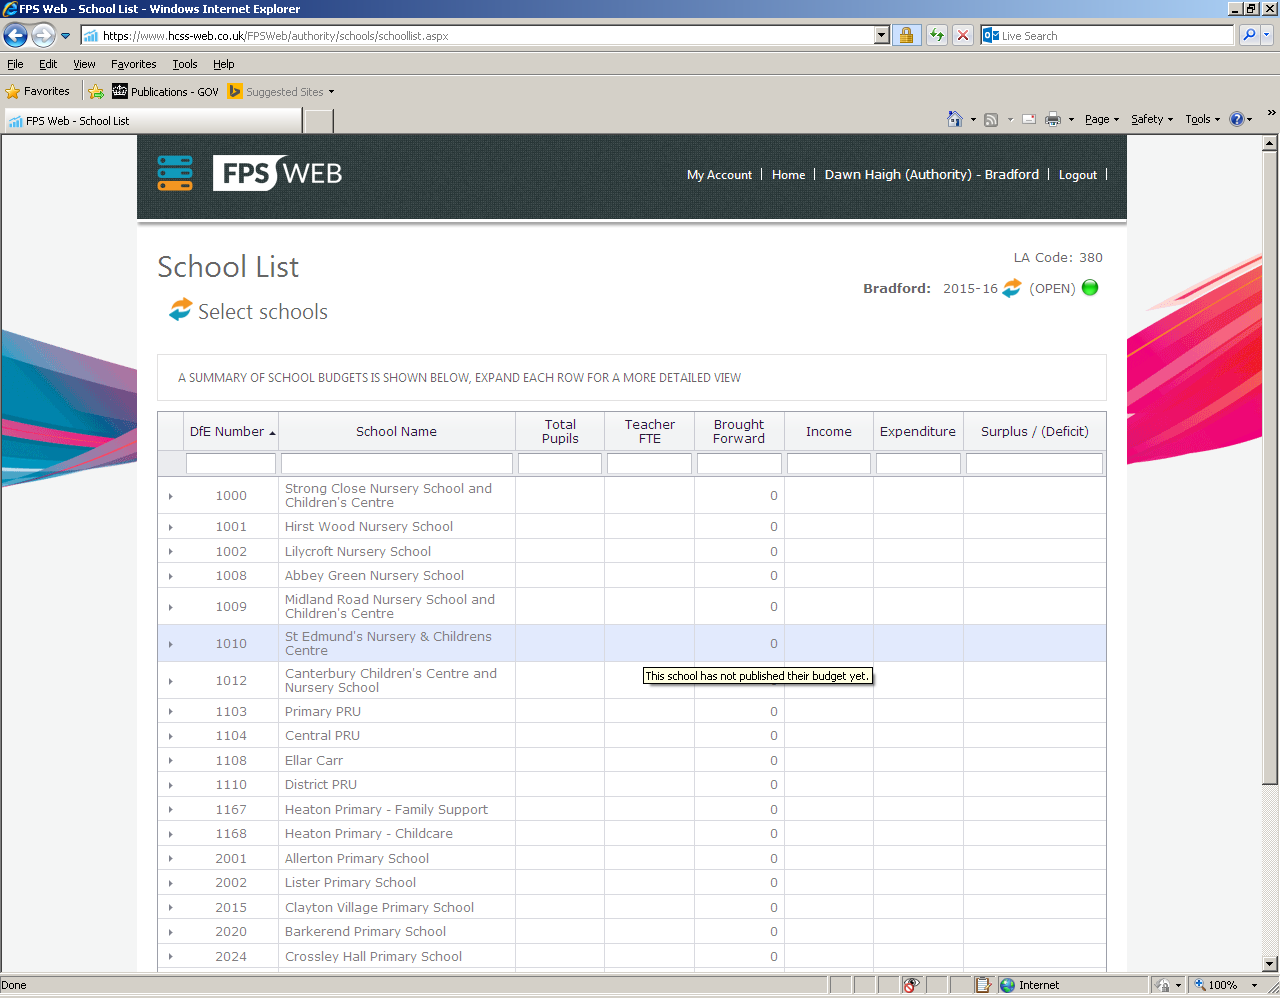 FPS Web - School List - Windows Internet Explorer
https://www.hcss-web.co.uk/FPSWeb/authority/schools/schoollist.aspx
Live Search
File Edit View Favorites Tools Help
Favorites Publications - GOV Suggested Sites
FPS Web - School List
Page Safety Tools
FPS WEB
My Account Home Dawn Haigh (Authority) - Bradford Logout
School List
LA Code: 380
Bradford: 2015-16 (OPEN)
Select schools
A SUMMARY OF SCHOOL BUDGETS IS SHOWN BELOW, EXPAND EACH ROW FOR A MORE DETAILED VIEW
DfE Number School Name Total Pupils Teacher FTE Brought Forward Income Expenditure Surplus / (Deficit)
1000 Strong Close Nursery School and Children's Centre 0
1001 Hirst Wood Nursery School 0
1002 Lilycroft Nursery School 0
1008 Abbey Green Nursery School 0
1009 Midland Road Nursery School and Children's Centre 0
1010 St Edmund's Nursery & Childrens Centre 0
1012 Canterbury Children's Centre and Nursery School
This school has not published their budget yet.
1103 Primary PRU 0
1104 Central PRU 0
1108 Ellar Carr 0
1110 District PRU 0
1167 Heaton Primary - Family Support 0
1168 Heaton Primary - Childcare 0
2001 Allerton Primary School 0
2002 Lister Primary School 0
2015 Clayton Village Primary School 0
2020 Barkerend Primary School 0
2024 Crossley Hall Primary School 0
Done Internet 100%